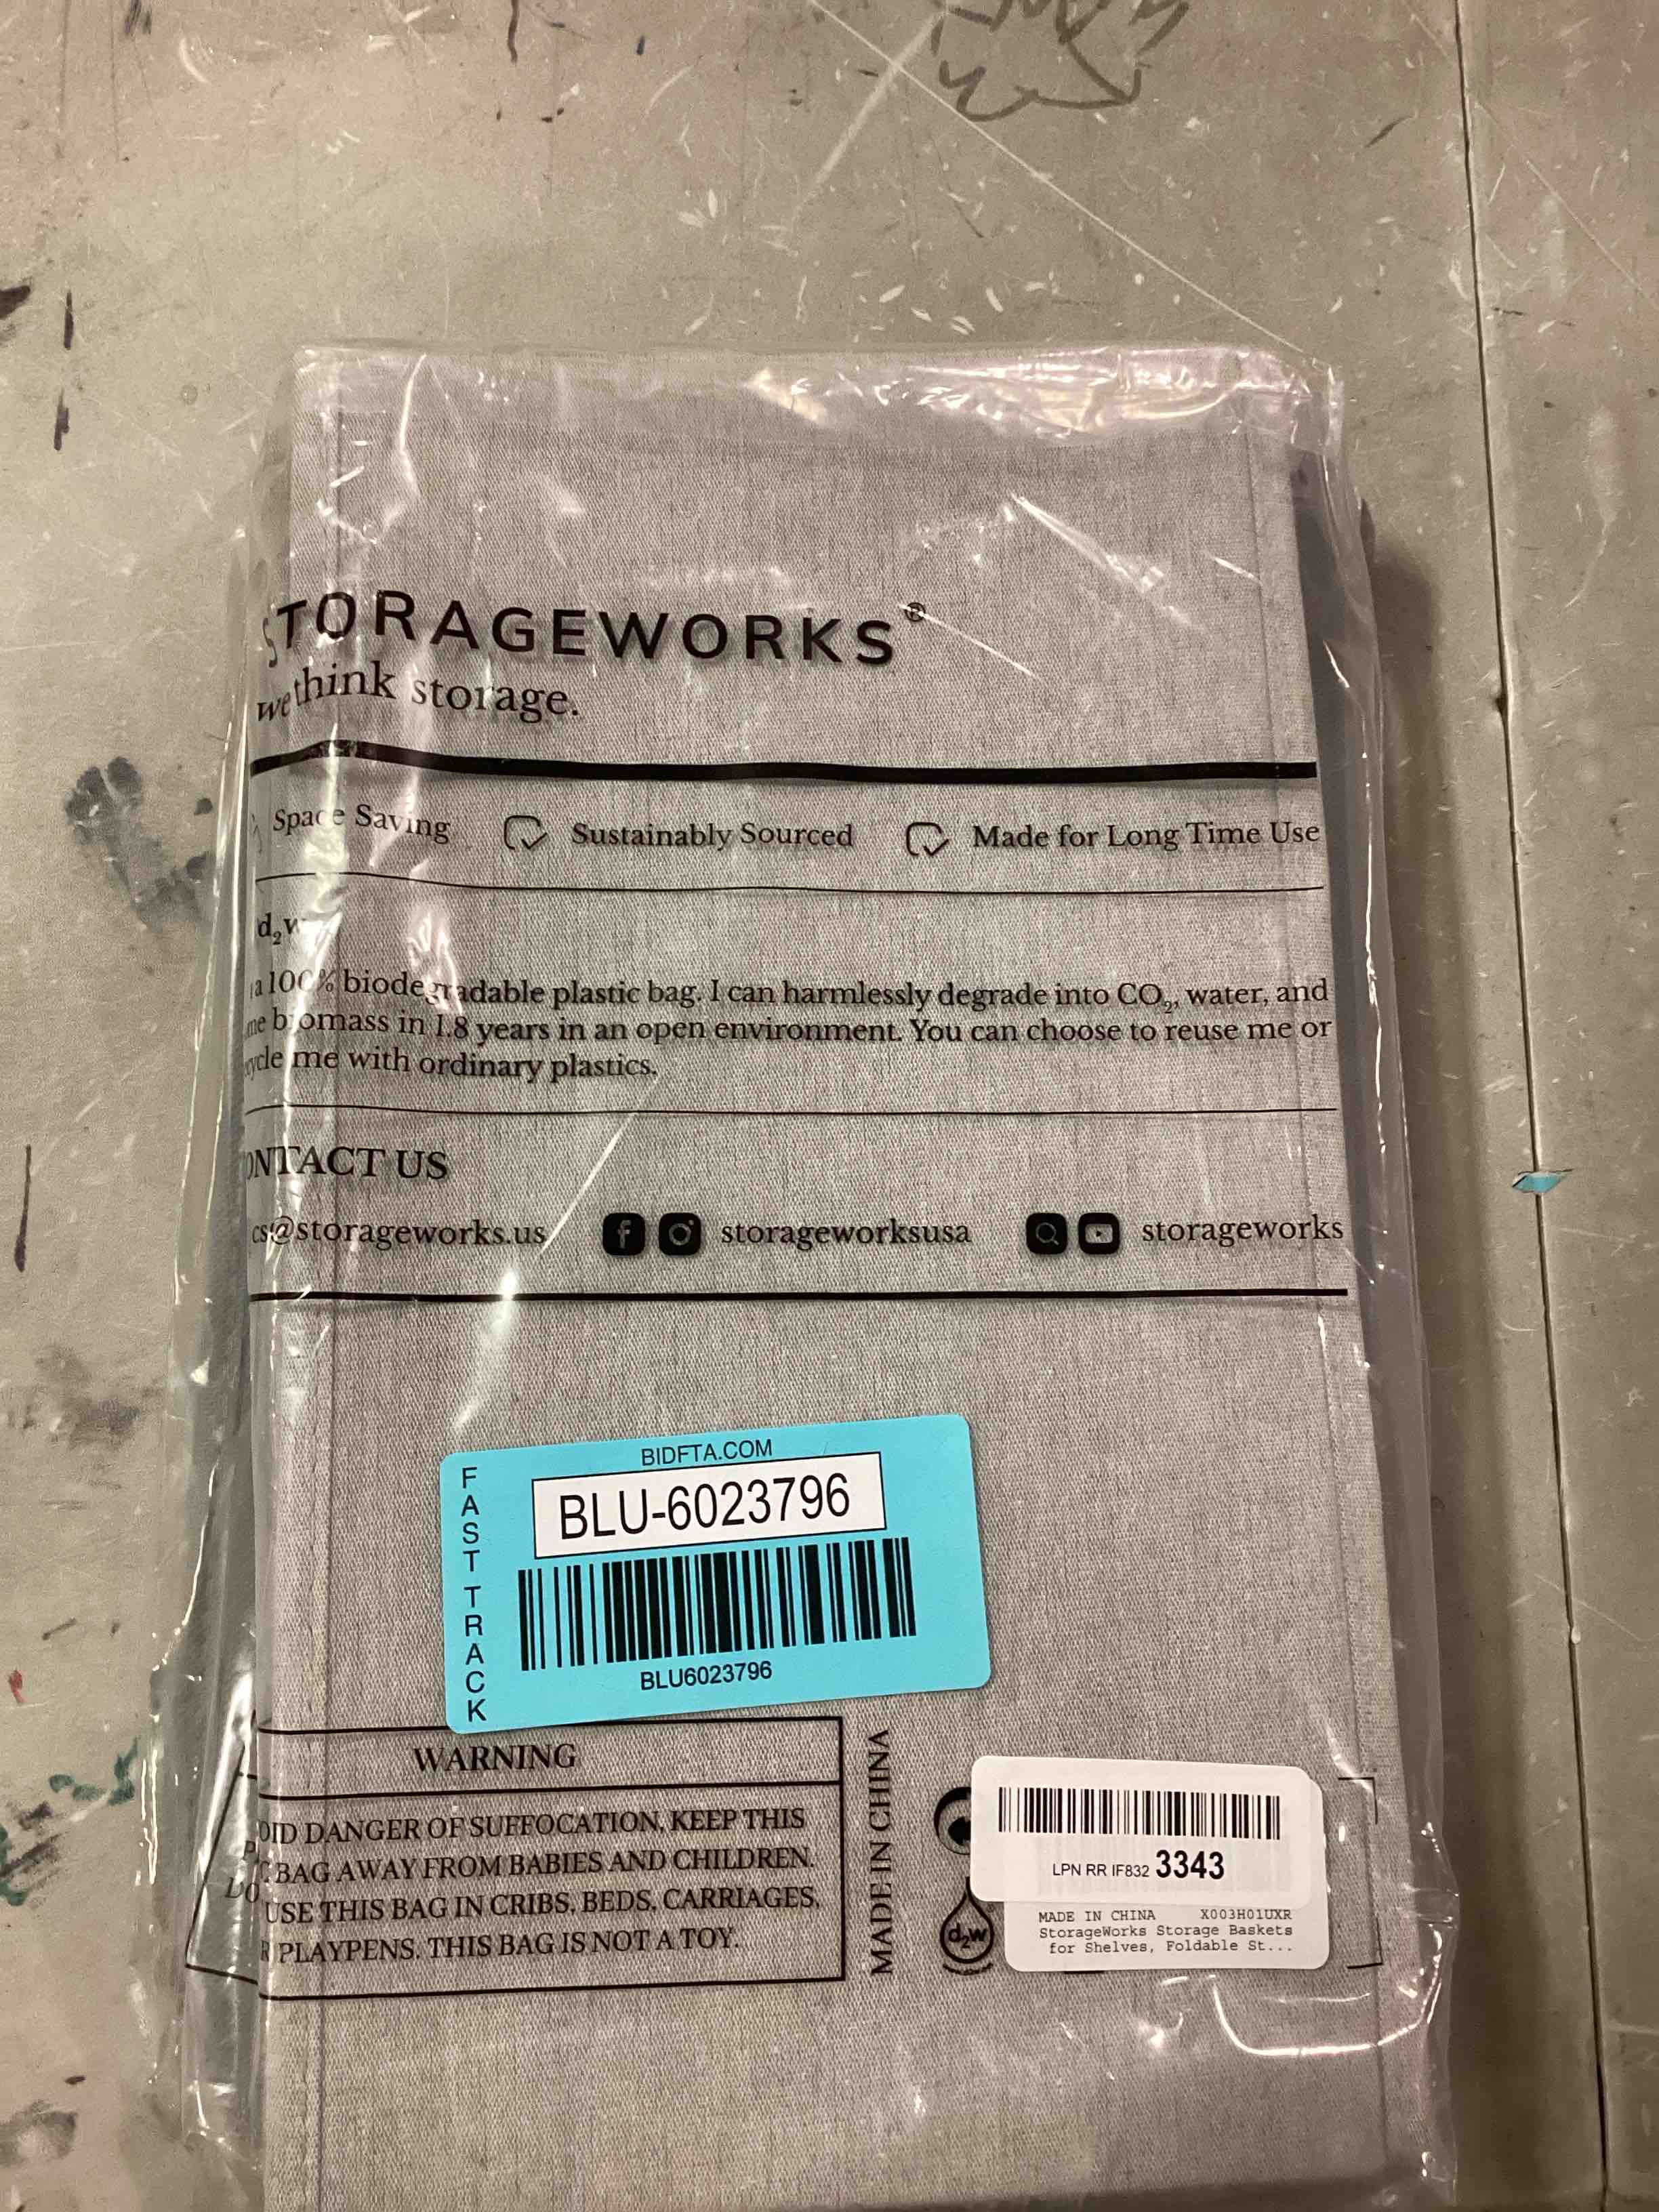 STORAGEWORKS®
we think storage.
Space Saving Sustainably Sourced Made for Long Time Use
d₂w
a 100% biodegradable plastic bag. I can harmlessly degrade into CO₂, water, and
biomass in 1.8 years in an open environment. You can choose to reuse me or
me with ordinary plastics.
ONTACT US
cs@storageworks.us storageworksusa storageworks
BIDFTA.COM
FAST TRACK
BLU-6023796
BLU6023796
WARNING
OID DANGER OF SUFFOCATION, KEEP THIS
BAG AWAY FROM BABIES AND CHILDREN.
USE THIS BAG IN CRIBS, BEDS, CARRIAGES,
R PLAYPENS. THIS BAG IS NOT A TOY.
MADE IN CHINA
d₂w
LPN RR IF832 3343
MADE IN CHINA X003H01UXR
StorageWorks Storage Baskets
for Shelves, Foldable St...